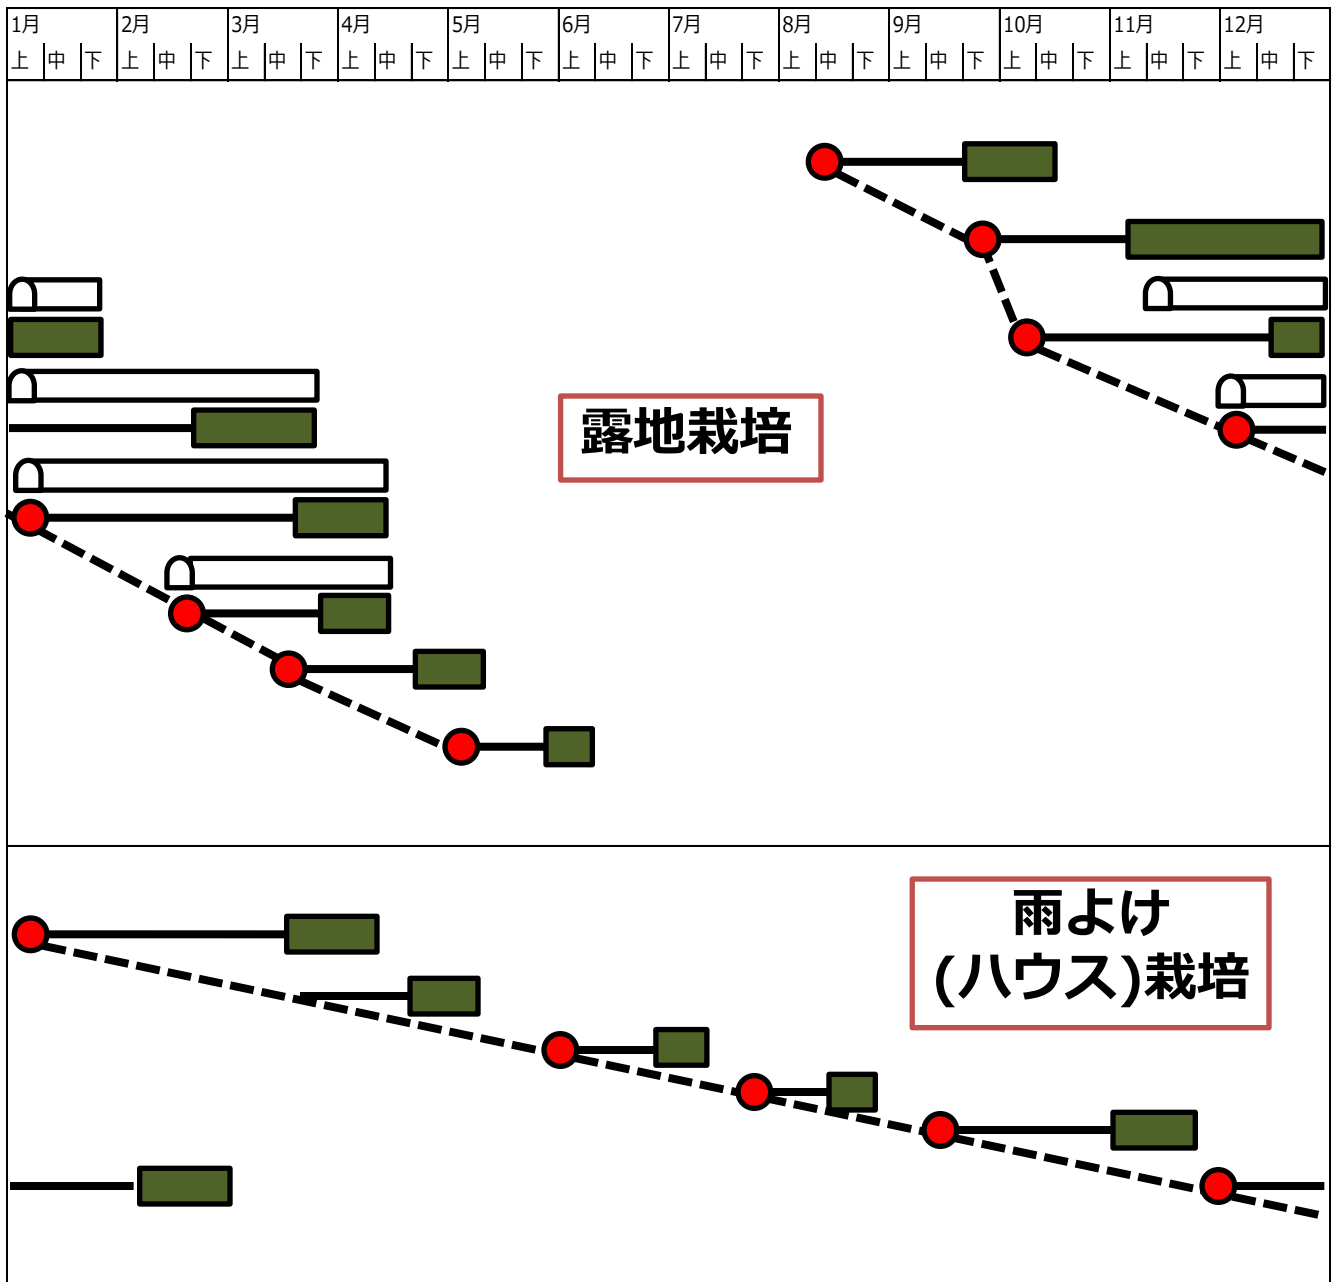 1月 2月 3月 4月 5月 6月 7月 8月 9月 10月 11月 12月
上 中 下 上 中 下 上 中 下 上 中 下 上 中 下 上 中 下 上 中 下 上 中 下 上 中 下 上 中 下 上 中 下 上 中 下
露地栽培
雨よけ
(ハウス)栽培